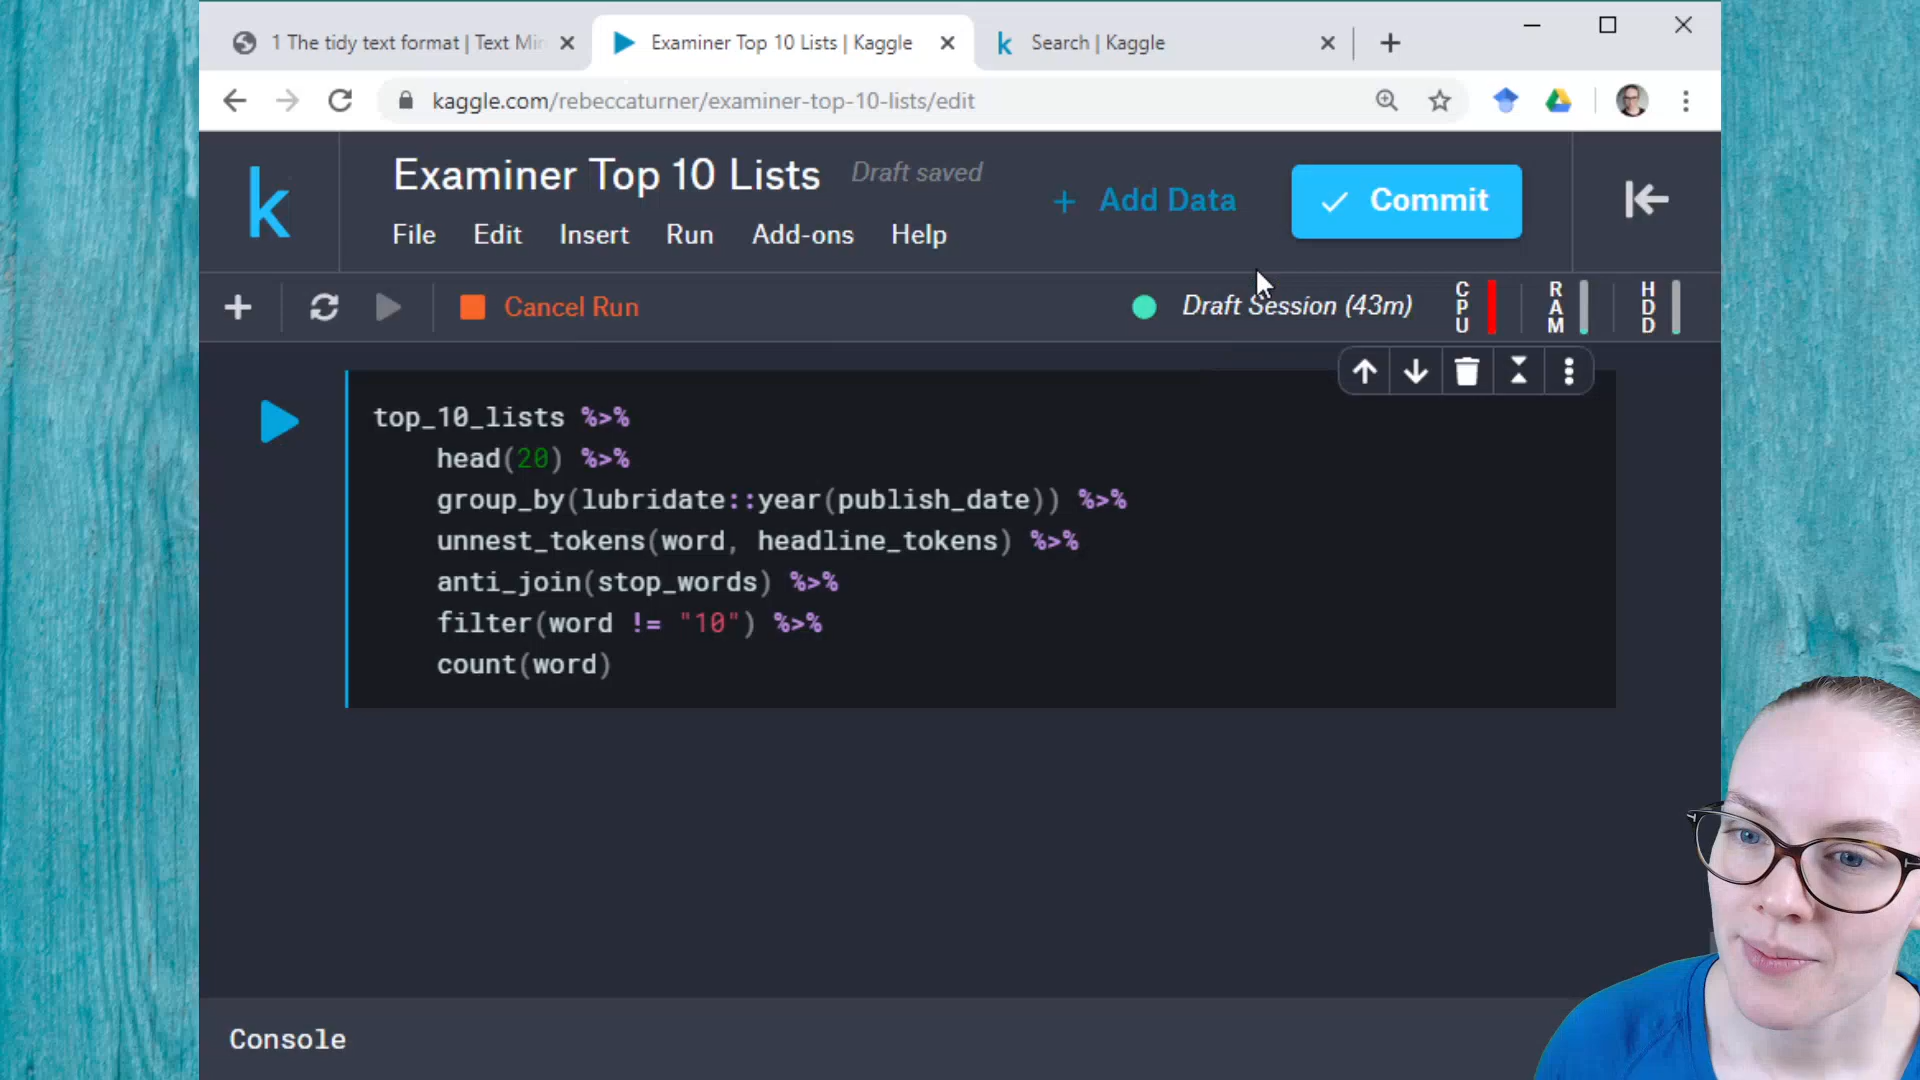 1 The tidy text format | Text Min
Examiner Top 10 Lists | Kaggle
Search | Kaggle
kaggle.com/rebeccaturner/examiner-top-10-lists/edit
k
Examiner Top 10 Lists
Draft saved
+ Add Data
Commit
File Edit Insert Run Add-ons Help
Cancel Run
Draft Session (43m)
CPU
RAM
HDD
top_10_lists %>%
head(20) %>%
group_by(lubridate::year(publish_date)) %>%
unnest_tokens(word, headline_tokens) %>%
anti_join(stop_words) %>%
filter(word != "10") %>%
count(word)
Console